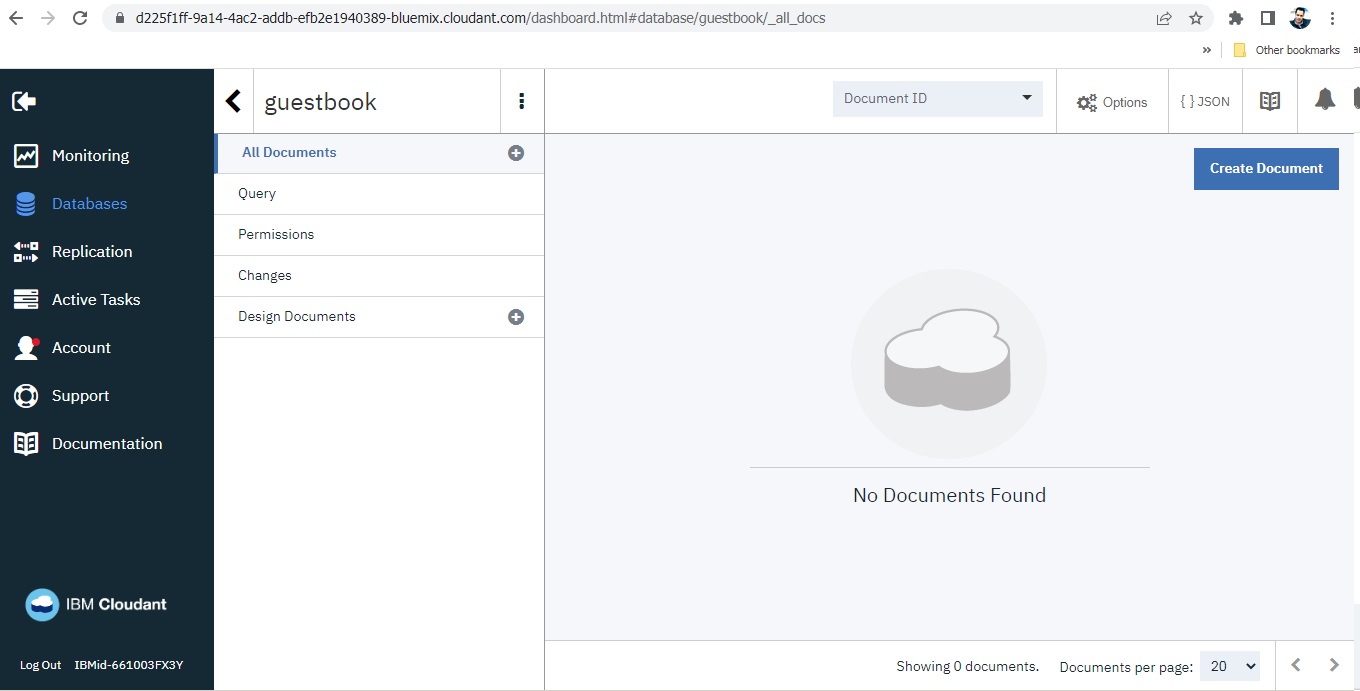 d225f1ff-9a14-4ac2-addb-efb2e1940389-bluemix.cloudant.com/dashboard.html#database/guestbook/_all_docs
» Other bookmarks
guestbook
Document ID
Options
{ } JSON
Monitoring
Databases
Replication
Active Tasks
Account
Support
Documentation
All Documents
Query
Permissions
Changes
Design Documents
Create Document
No Documents Found
IBM Cloudant
Log Out IBMid-661003FX3Y
Showing 0 documents. Documents per page: 20